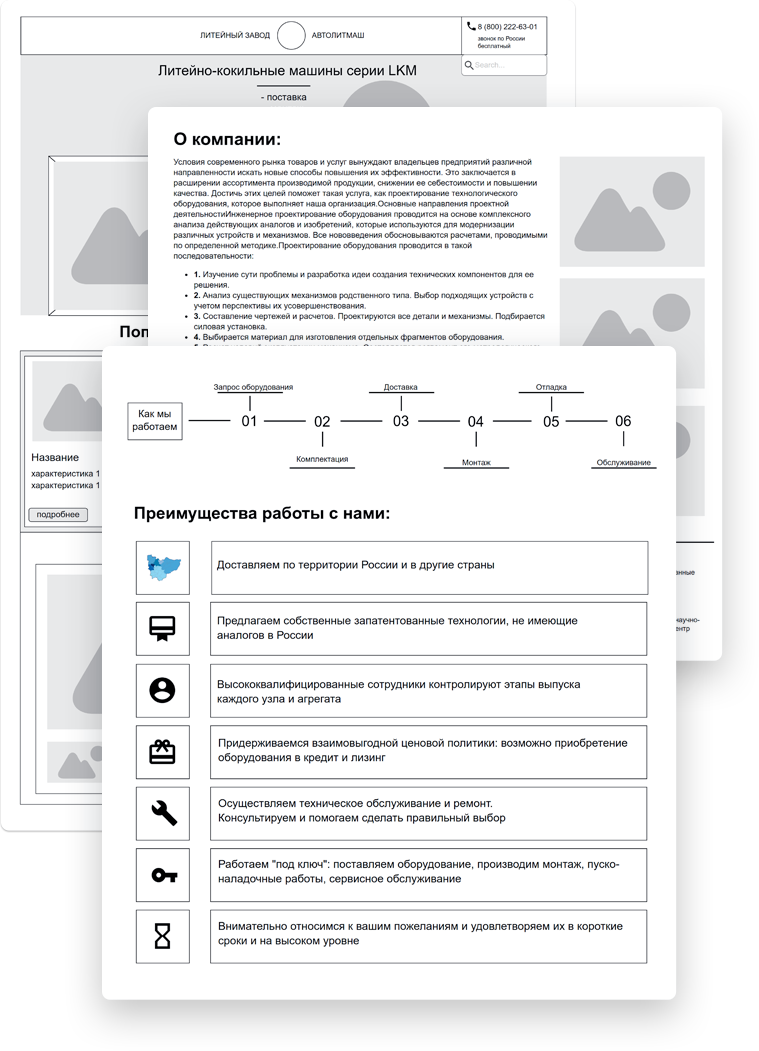 ЛИТЕЙНЫЙ ЗАВОД
АВТОЛИТМАШ
8 (800) 222-63-01
звонок по России
бесплатный
Search...
Литейно-кокильные машины серии LKM
- поставка
Поп
Название
характеристика 1
характеристика 1
подробнее
О компании:
Условия современного рынка товаров и услуг вынуждают владельцев предприятий различной
направленности искать новые способы повышения их эффективности. Это заключается в
расширении ассортимента производимой продукции, снижении ее себестоимости и повышении
качества. Достичь этих целей поможет такая услуга, как проектирование технологического
оборудования, которое выполняет наша организация.Основные направления проектной
деятельностиИнженерное проектирование оборудования проводится на основе комплексного
анализа действующих аналогов и изобретений, которые используются для модернизации
различных устройств и механизмов. Все нововведения обосновываются расчетами, проводимыми
по определенной методике.Проектирование оборудования проводится в такой
последовательности:
• 1. Изучение сути проблемы и разработка идеи создания технических компонентов для ее
решения.
• 2. Анализ существующих механизмов родственного типа. Выбор подходящих устройств с
учетом перспективы их усовершенствования.
• 3. Составление чертежей и расчетов. Проектируются все детали и механизмы. Подбирается
силовая установка.
• 4. Выбирается материал для изготовления отдельных фрагментов оборудования.
анные
научно-
ентр
Как мы
работаем
Запрос оборудования
01
02
Комплектация
Доставка
03
04
Монтаж
Отладка
05
06
Обслуживание
Преимущества работы с нами:
Доставляем по территории России и в другие страны
Предлагаем собственные запатентованные технологии, не имеющие
аналогов в России
Высококвалифицированные сотрудники контролируют этапы выпуска
каждого узла и агрегата
Придерживаемся взаимовыгодной ценовой политики: возможно приобретение
оборудования в кредит и лизинг
Осуществляем техническое обслуживание и ремонт.
Консультируем и помогаем сделать правильный выбор
Работаем "под ключ": поставляем оборудование, производим монтаж, пуско-
наладочные работы, сервисное обслуживание
Внимательно относимся к вашим пожеланиям и удовлетворяем их в короткие
сроки и на высоком уровне